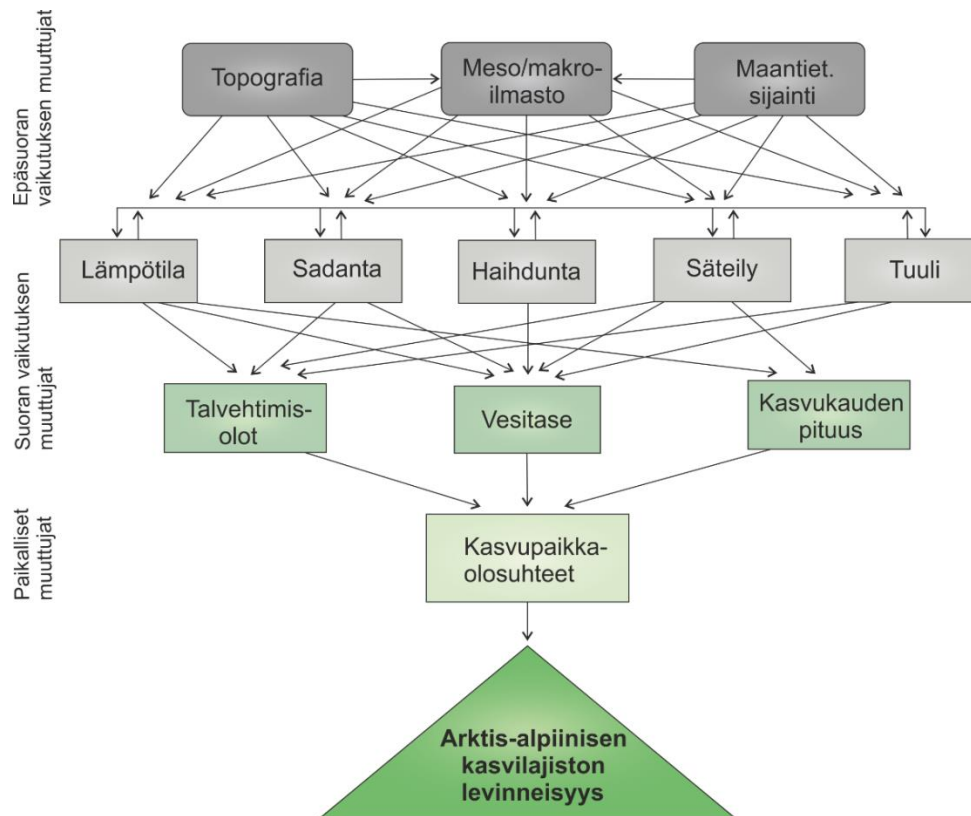 Epäsuoran
vaikutuksen muuttujat
Topografia
Meso/makro-
ilmasto
Maantiet.
sijainti
Suoran vaikutuksen
muuttujat
Lämpötila
Sadanta
Haihdunta
Säteily
Tuuli
Talvehtimis-
olot
Vesitase
Kasvukauden
pituus
Paikalliset
muuttujat
Kasvupaikka-
olosuhteet
Arktis-alpiinisen
kasvilajiston
levinneisyys